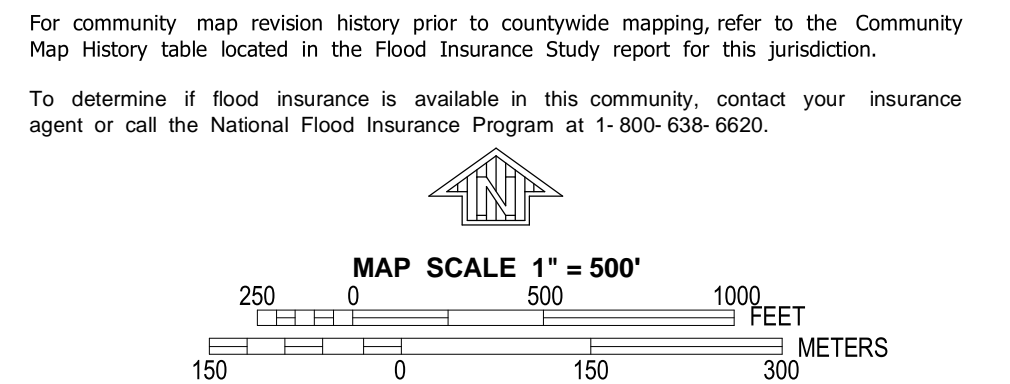 For community map revision history prior to countywide mapping, refer to the Community
Map History table located in the Flood Insurance Study report for this jurisdiction.
To determine if flood insurance is available in this community, contact your insurance
agent or call the National Flood Insurance Program at 1- 800- 638- 6620.
N
MAP SCALE 1" = 500'
250 0 500 1000
FEET
METERS
150 0 150 300